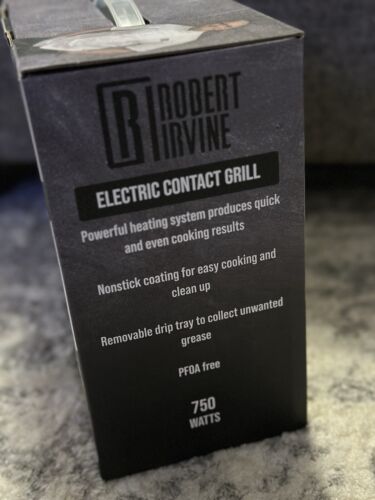 ROBERT
IRVINE
ELECTRIC CONTACT GRILL
Powerful heating system produces quick
and even cooking results
Nonstick coating for easy cooking and
clean up
Removable drip tray to collect unwanted
grease
PFOA free
750
WATTS